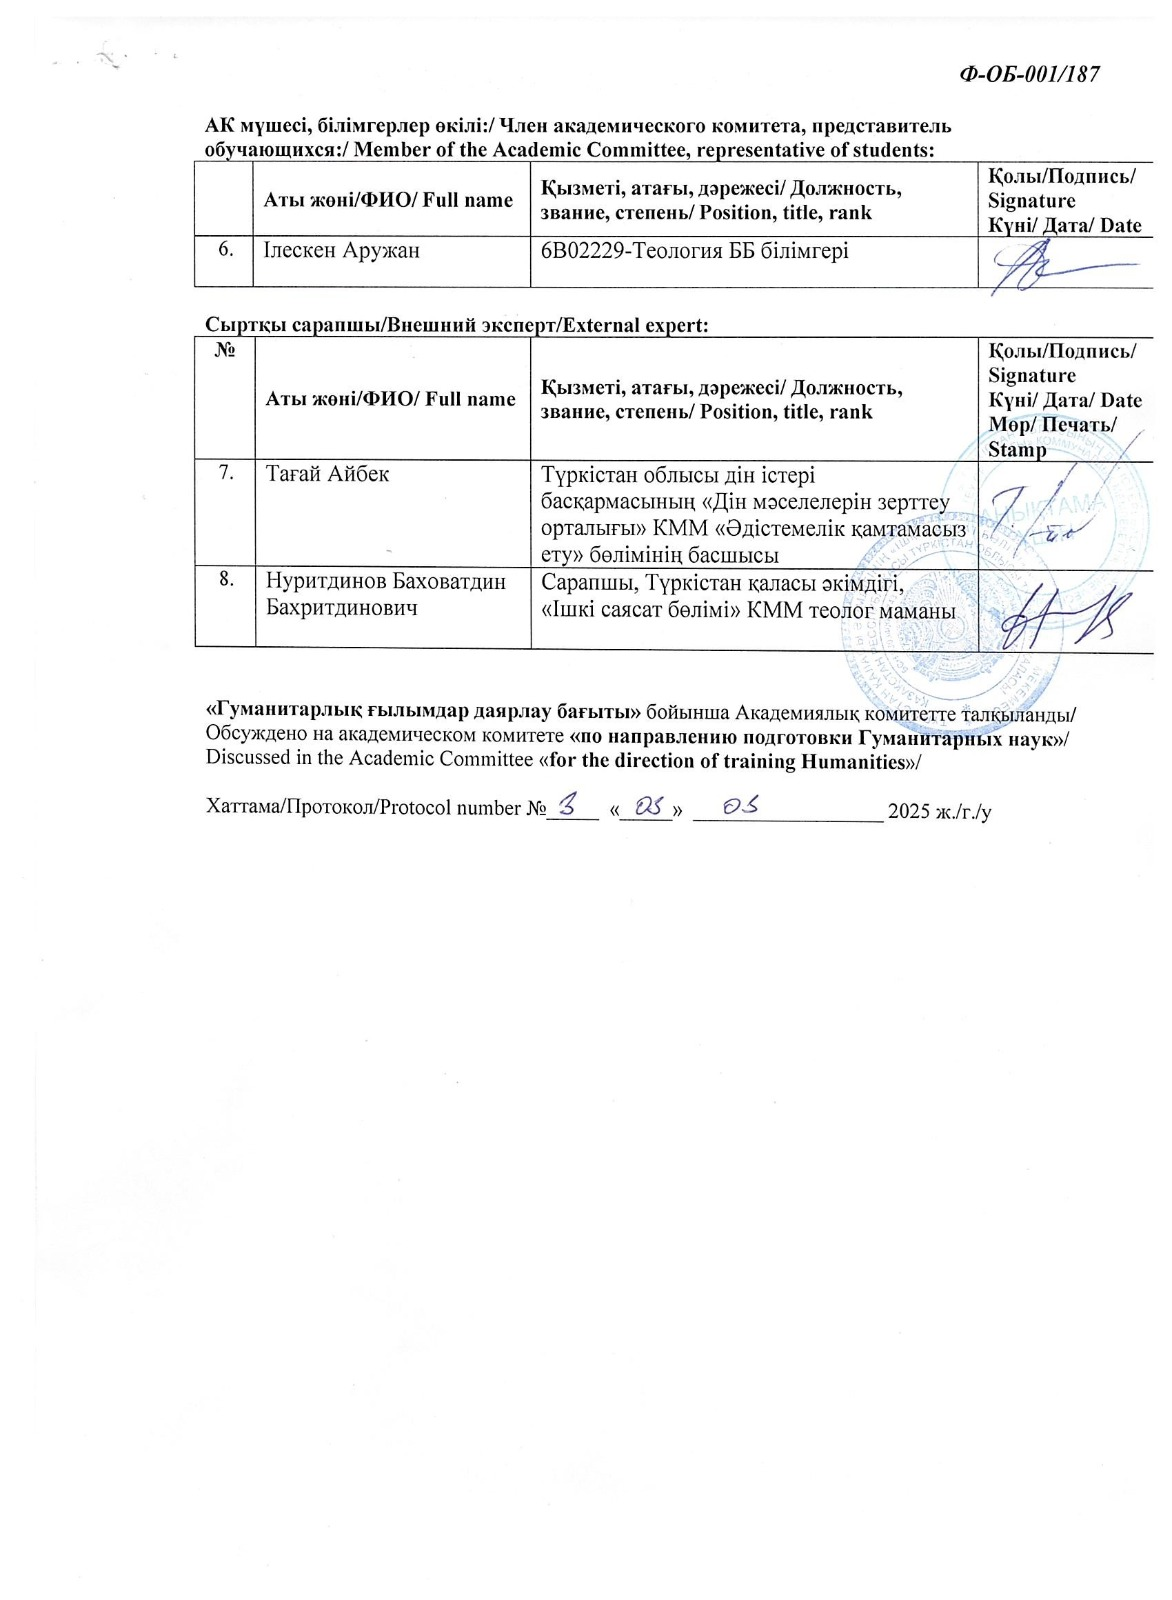 Ф-ОБ-001/187
АК мүшесі, білімгерлер өкілі:/ Член академического комитета, представитель
обучающихся:/ Member of the Academic Committee, representative of students:
Аты жөні/ФИО/ Full name
Қызметі, атағы, дәрежесі/ Должность,
звание, степень/ Position, title, rank
Қолы/Подпись/
Signature
Күні/ Дата/ Date
6. Ілескен Аружан 6В02229-Теология ББ білімгері
Сыртқы сарапшы/Внешний эксперт/External expert:
№
Аты жөні/ФИО/ Full name
Қызметі, атағы, дәрежесі/ Должность,
звание, степень/ Position, title, rank
Қолы/Подпись/
Signature
Күні/ Дата/ Date
Мөр/ Печать/
Stamp
7. Тағай Айбек Түркістан облысы дін істері
басқармасының «Дін мәселелерін зерттеу
орталығы» КММ «Әдістемелік қамтамасыз
ету» бөлімінің басшысы
8. Нуритдинов Баховатдин Сарапшы, Түркістан қаласы әкімдігі,
Бахритдинович «Ішкі саясат бөлімі» КММ теолог маманы
«Гуманитарлық ғылымдар даярлау бағыты» бойынша Академиялық комитетте талқыланды/
Обсуждено на академическом комитете «по направлению подготовки Гуманитарных наук»/
Discussed in the Academic Committee «for the direction of training Humanities»/
Хаттама/Протокол/Protocol number № 3 «03» 03 2025 ж./г./у